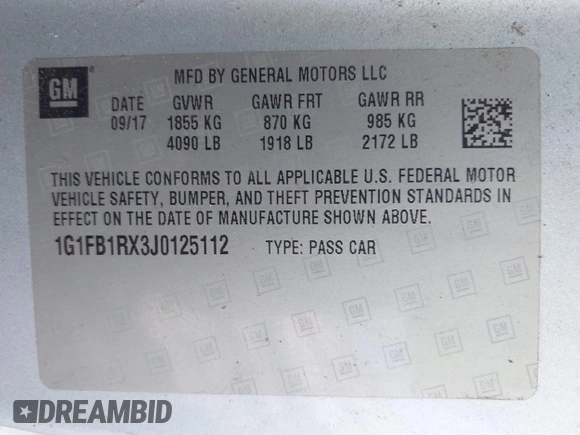 GM
MFD BY GENERAL MOTORS LLC
DATE GVWR GAWR FRT GAWR RR
09/17 1855 KG 870 KG 985 KG
4090 LB 1918 LB 2172 LB
THIS VEHICLE CONFORMS TO ALL APPLICABLE U.S. FEDERAL MOTOR
VEHICLE SAFETY, BUMPER, AND THEFT PREVENTION STANDARDS IN
EFFECT ON THE DATE OF MANUFACTURE SHOWN ABOVE.
1G1FB1RX3J0125112 TYPE: PASS CAR
DREAMBID